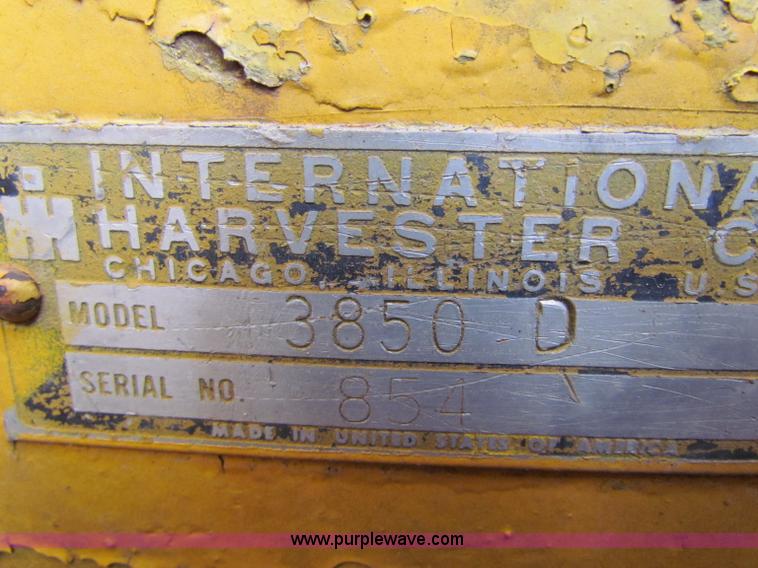 INTERNATIONA
HARVESTER C
CHICAGO, ILLINOIS U S
MODEL 3850 D
SERIAL NO. 854
MADE IN UNITED STATES OF AMERICA
www.purplewave.com